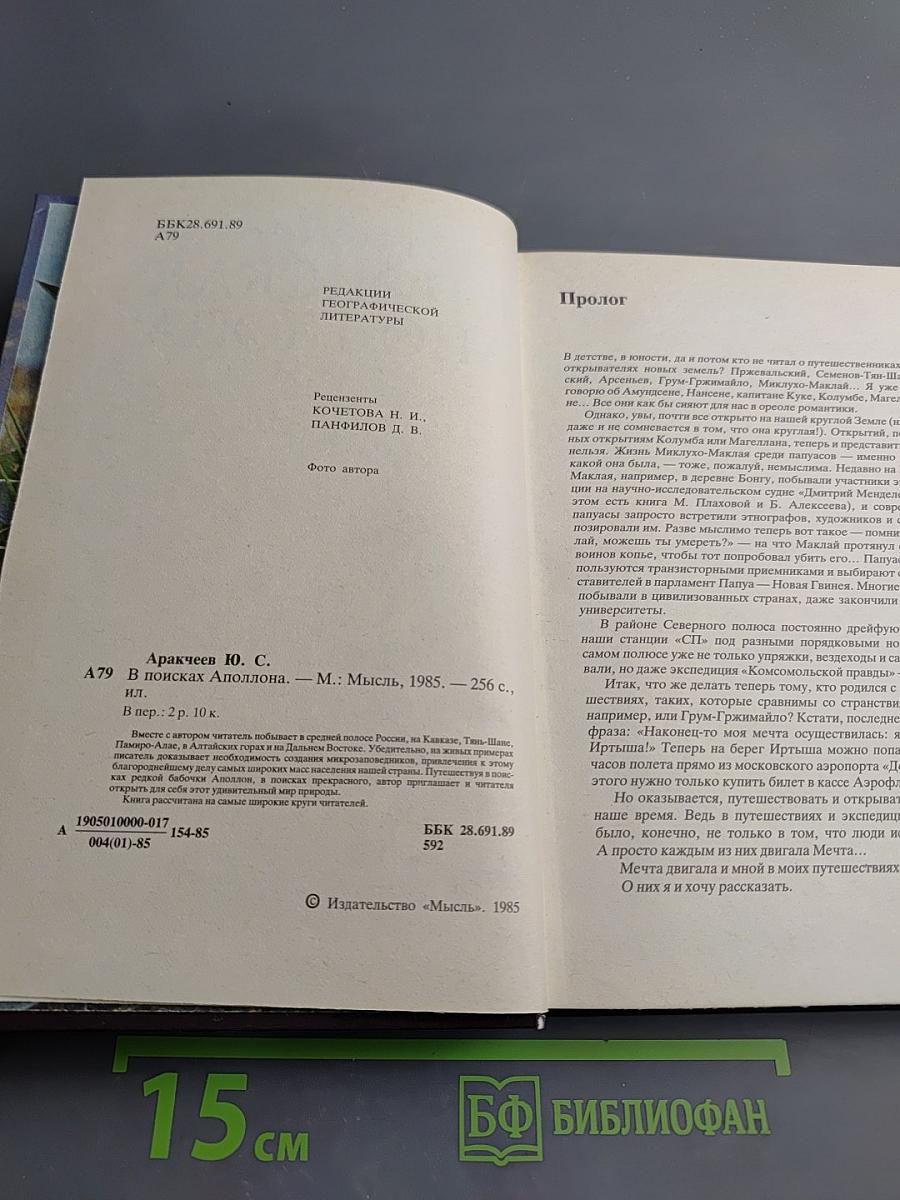 ББК28.691.89
А79
РЕДАКЦИИ
ГЕОГРАФИЧЕСКОЙ
ЛИТЕРАТУРЫ
Рецензенты
КОЧЕТОВА Н. И.,
ПАНФИЛОВ Д. В.
Фото автора
Аракчеев Ю. С.
А79 В поисках Аполлона. — М.: Мысль, 1985. — 256 с.,
ил.
В пер.: 2 р. 10 к.
Вместе с автором читатель побывает в средней полосе России, на Кавказе, Тянь-Шане,
Памиро-Алае, в Алтайских горах и на Дальнем Востоке. Убедительно, на живых примерах
писатель доказывает необходимость создания микрозаповедников, привлечения к этому
благороднейшему делу самых широких масс населения нашей страны. Путешествуя в поис-
ках редкой бабочки Аполлон, в поисках прекрасного, автор приглашает и читателя
открыть для себя этот удивительный мир природы.
Книга рассчитана на самые широкие круги читателей.
А 1905010000-017 154-85
004(01)-85
ББК 28.691.89
592
© Издательство «Мысль». 1985
Пролог
В детстве, в юности, да и потом кто не читал о путешественниках
открывателях новых земель? Пржевальский, Семенов-Тян-Ша
ский, Арсеньев, Грум-Гржимайло, Миклухо-Маклай... Я уже
говорю об Амундсене, Нансене, капитане Куке, Колумбе, Магел
не... Все они как бы сияют для нас в ореоле романтики.
Однако, увы, почти все открыто на нашей круглой Земле (н
даже и не сомневается в том, что она круглая!). Открытий, по
ных открытиям Колумба или Магеллана, теперь и представит
нельзя. Жизнь Миклухо-Маклая среди папуасов — именно
какой она была, — тоже, пожалуй, немыслима. Недавно на
Маклая, например, в деревне Бонгу, побывали участники э
ции на научно-исследовательском судне «Дмитрий Менделе
этом есть книга М. Плаховой и Б. Алексеева), и совре
папуасы запросто встретили этнографов, художников и с
позировали им. Разве мыслимо теперь вот такое — помни
лай, можешь ты умереть?» — на что Маклай протянул
воинов копье, чтобы тот попробовал убить его... Папуас
пользуются транзисторными приемниками и выбирают с
ставителей в парламент Папуа — Новая Гвинея. Многие
побывали в цивилизованных странах, даже закончили
университеты.
В районе Северного полюса постоянно дрейфую
наши станции «СП» под разными порядковыми но
самом полюсе уже не только упряжки, вездеходы и са
вали, но даже экспедиция «Комсомольской правды»
Итак, что же делать теперь тому, кто родился с
шествиях, таких, которые сравнимы со странстви
например, или Грум-Гржимайло? Кстати, последне
фраза: «Наконец-то моя мечта осуществилась: я
Иртыша!» Теперь на берег Иртыша можно попа
часов полета прямо из московского аэропорта «До
этого нужно только купить билет в кассе Аэрофл
Но оказывается, путешествовать и открыват
наше время. Ведь в путешествиях и экспедиц
было, конечно, не только в том, что люди ис
А просто каждым из них двигала Мечта...
Мечта двигала и мной в моих путешествиях
О них я и хочу рассказать.
15 см
БФ БИБЛИОФАН